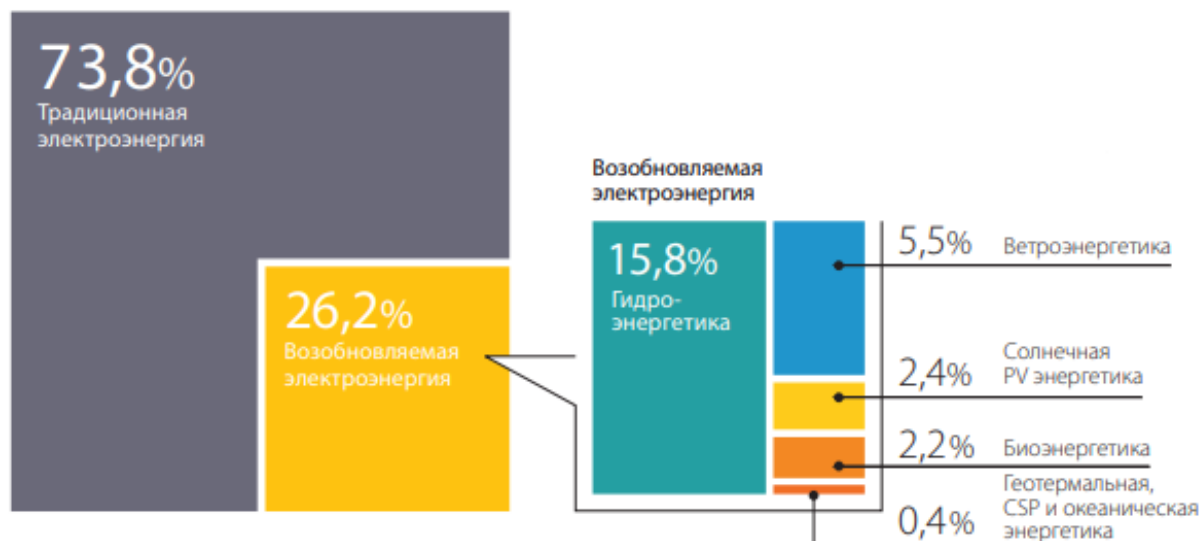 73,8%
Традиционная
электроэнергия
26,2%
Возобновляемая
электроэнергия
Возобновляемая
электроэнергия
15,8%
Гидро-
энергетика
5,5% Ветроэнергетика
2,4% Солнечная
PV энергетика
2,2% Биоэнергетика
0,4% Геотермальная,
CSP и океаническая
энергетика